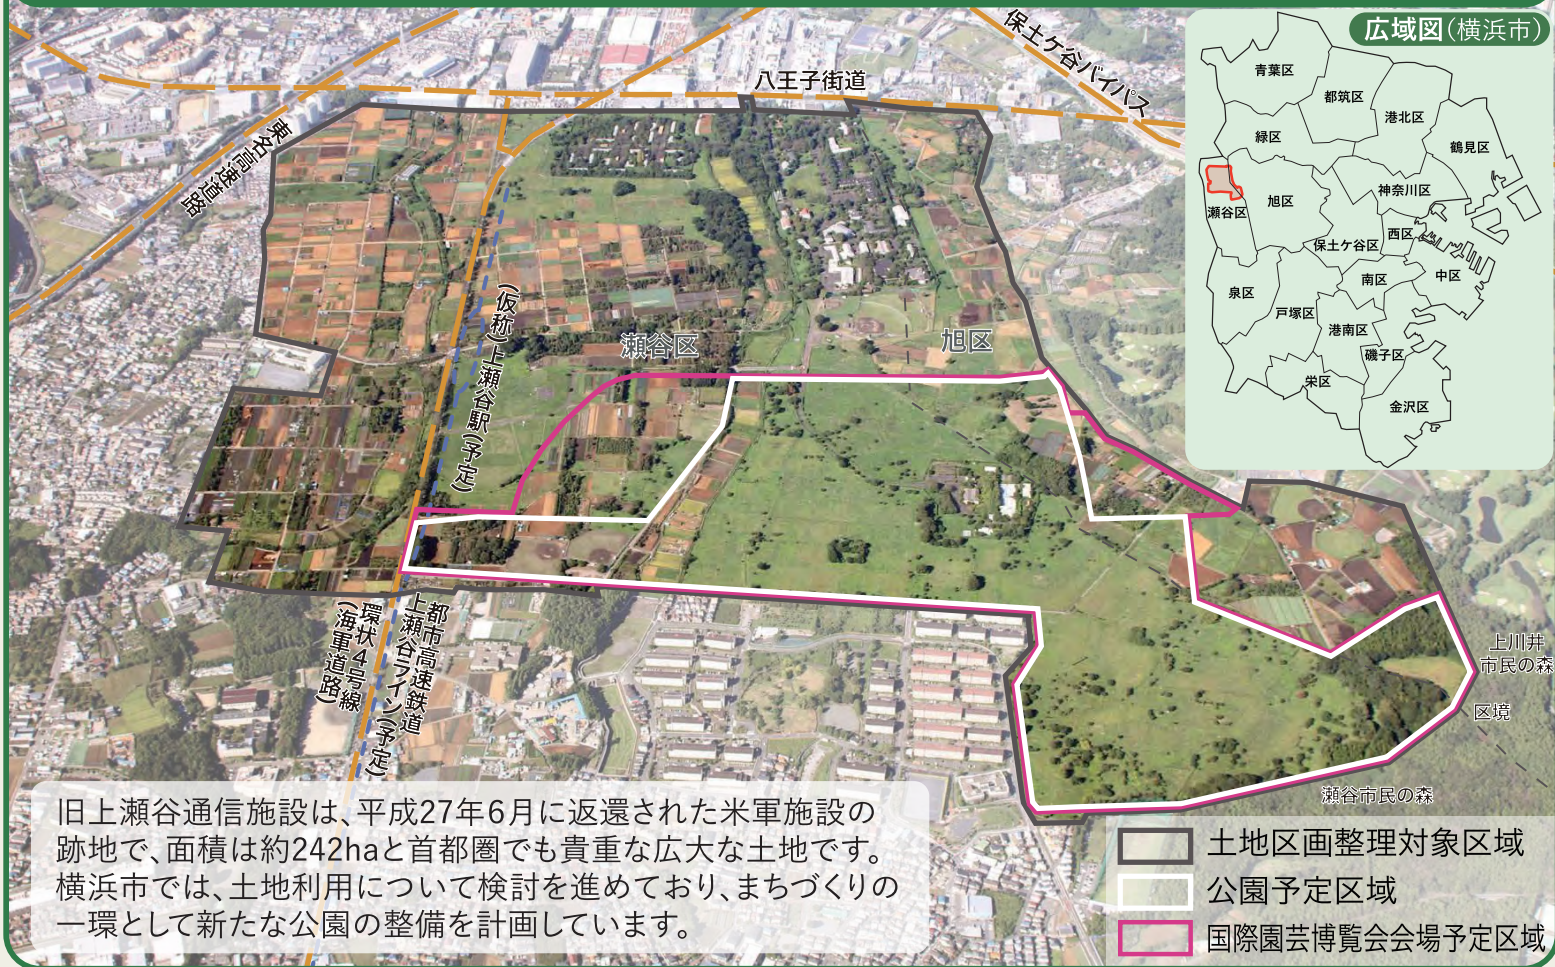 広域図(横浜市)
青葉区
都筑区
港北区
緑区
鶴見区
旭区
神奈川区
瀬谷区
西区
保土ケ谷区
中区
南区
泉区
戸塚区
港南区
磯子区
栄区
金沢区
保土ケ谷バイパス
八王子街道
東名高速道路
(仮称)上瀬谷駅(予定)
瀬谷区
旭区
環状4号線
(海軍道路)
都市高速鉄道
上瀬谷ライン(予定)
上川井
市民の森
区境
瀬谷市民の森
旧上瀬谷通信施設は、平成27年6月に返還された米軍施設の
跡地で、面積は約242haと首都圏でも貴重な広大な土地です。
横浜市では、土地利用について検討を進めており、まちづくりの
一環として新たな公園の整備を計画しています。
土地区画整理対象区域
公園予定区域
国際園芸博覧会会場予定区域